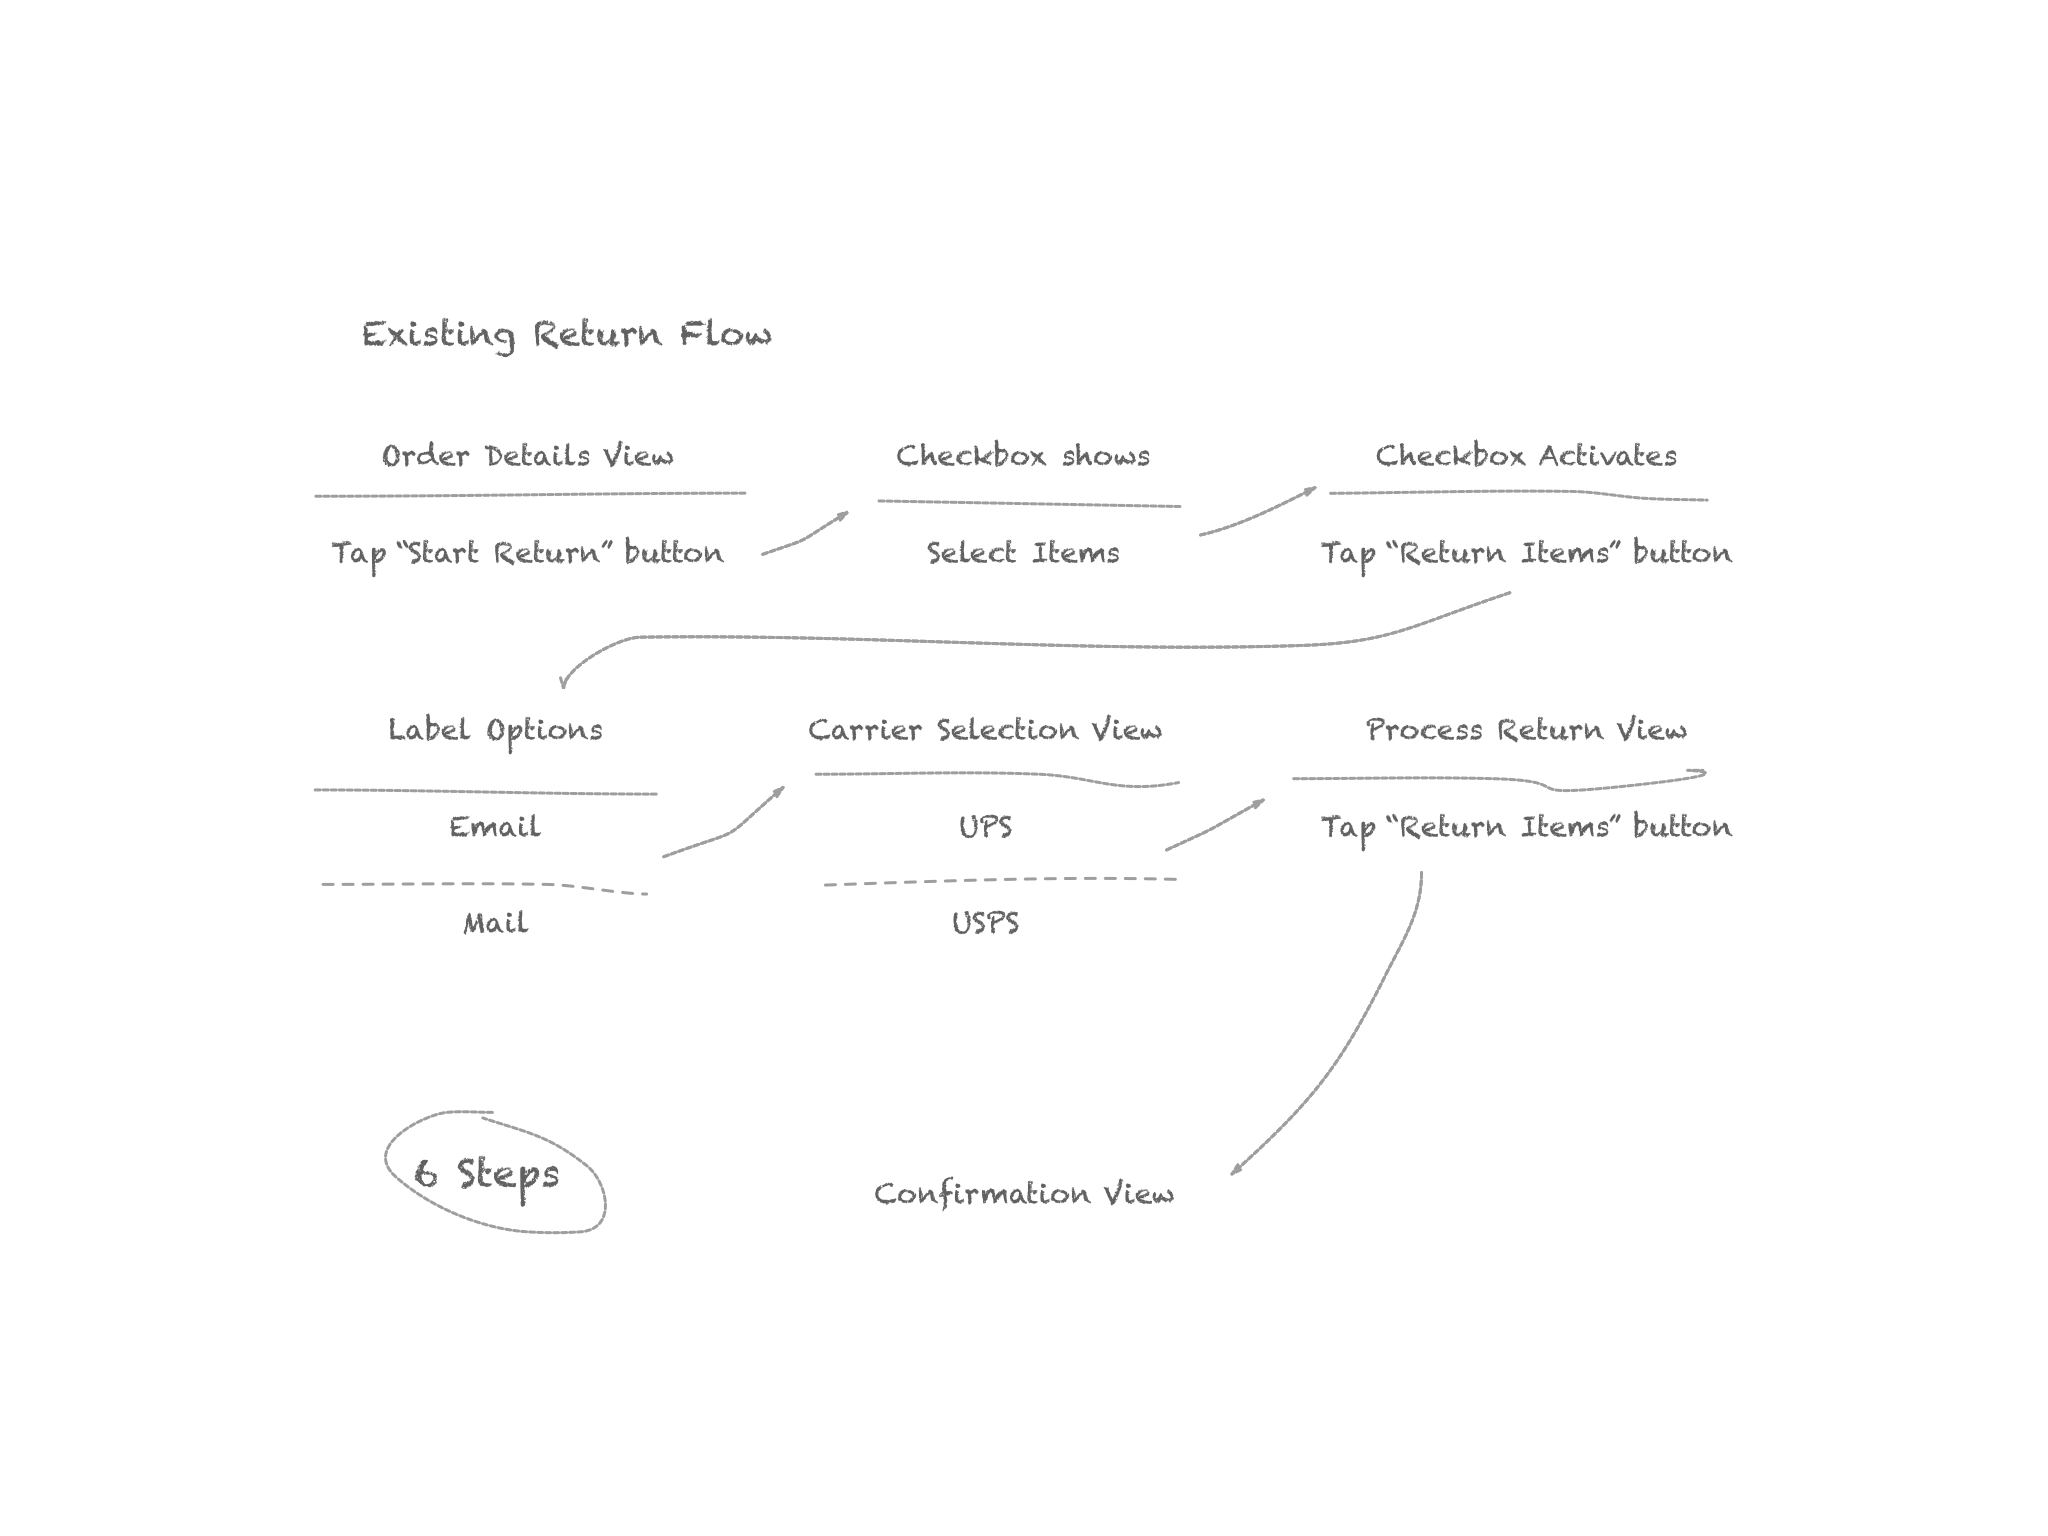 Existing Return Flow
Order Details View
Tap “Start Return” button
Checkbox shows
Select Items
Checkbox Activates
Tap “Return Items” button
Label Options
Email
Mail
Carrier Selection View
UPS
USPS
Process Return View
Tap “Return Items” button
Confirmation View
6 Steps